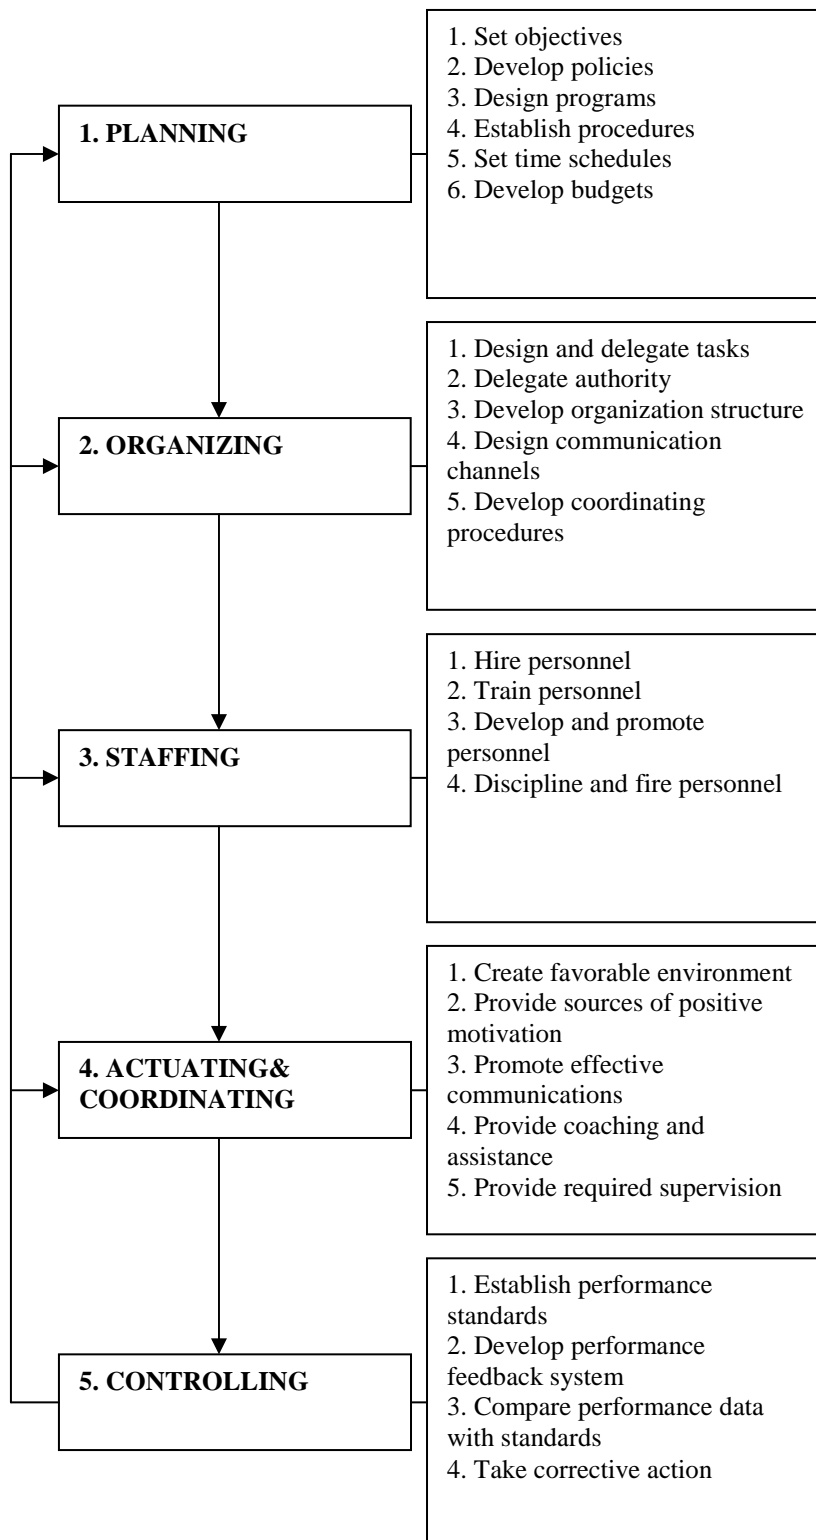 1. PLANNING
1. Set objectives
2. Develop policies
3. Design programs
4. Establish procedures
5. Set time schedules
6. Develop budgets
2. ORGANIZING
1. Design and delegate tasks
2. Delegate authority
3. Develop organization structure
4. Design communication
channels
5. Develop coordinating
procedures
3. STAFFING
1. Hire personnel
2. Train personnel
3. Develop and promote
personnel
4. Discipline and fire personnel
4. ACTUATING&
COORDINATING
1. Create favorable environment
2. Provide sources of positive
motivation
3. Promote effective
communications
4. Provide coaching and
assistance
5. Provide required supervision
5. CONTROLLING
1. Establish performance
standards
2. Develop performance
feedback system
3. Compare performance data
with standards
4. Take corrective action